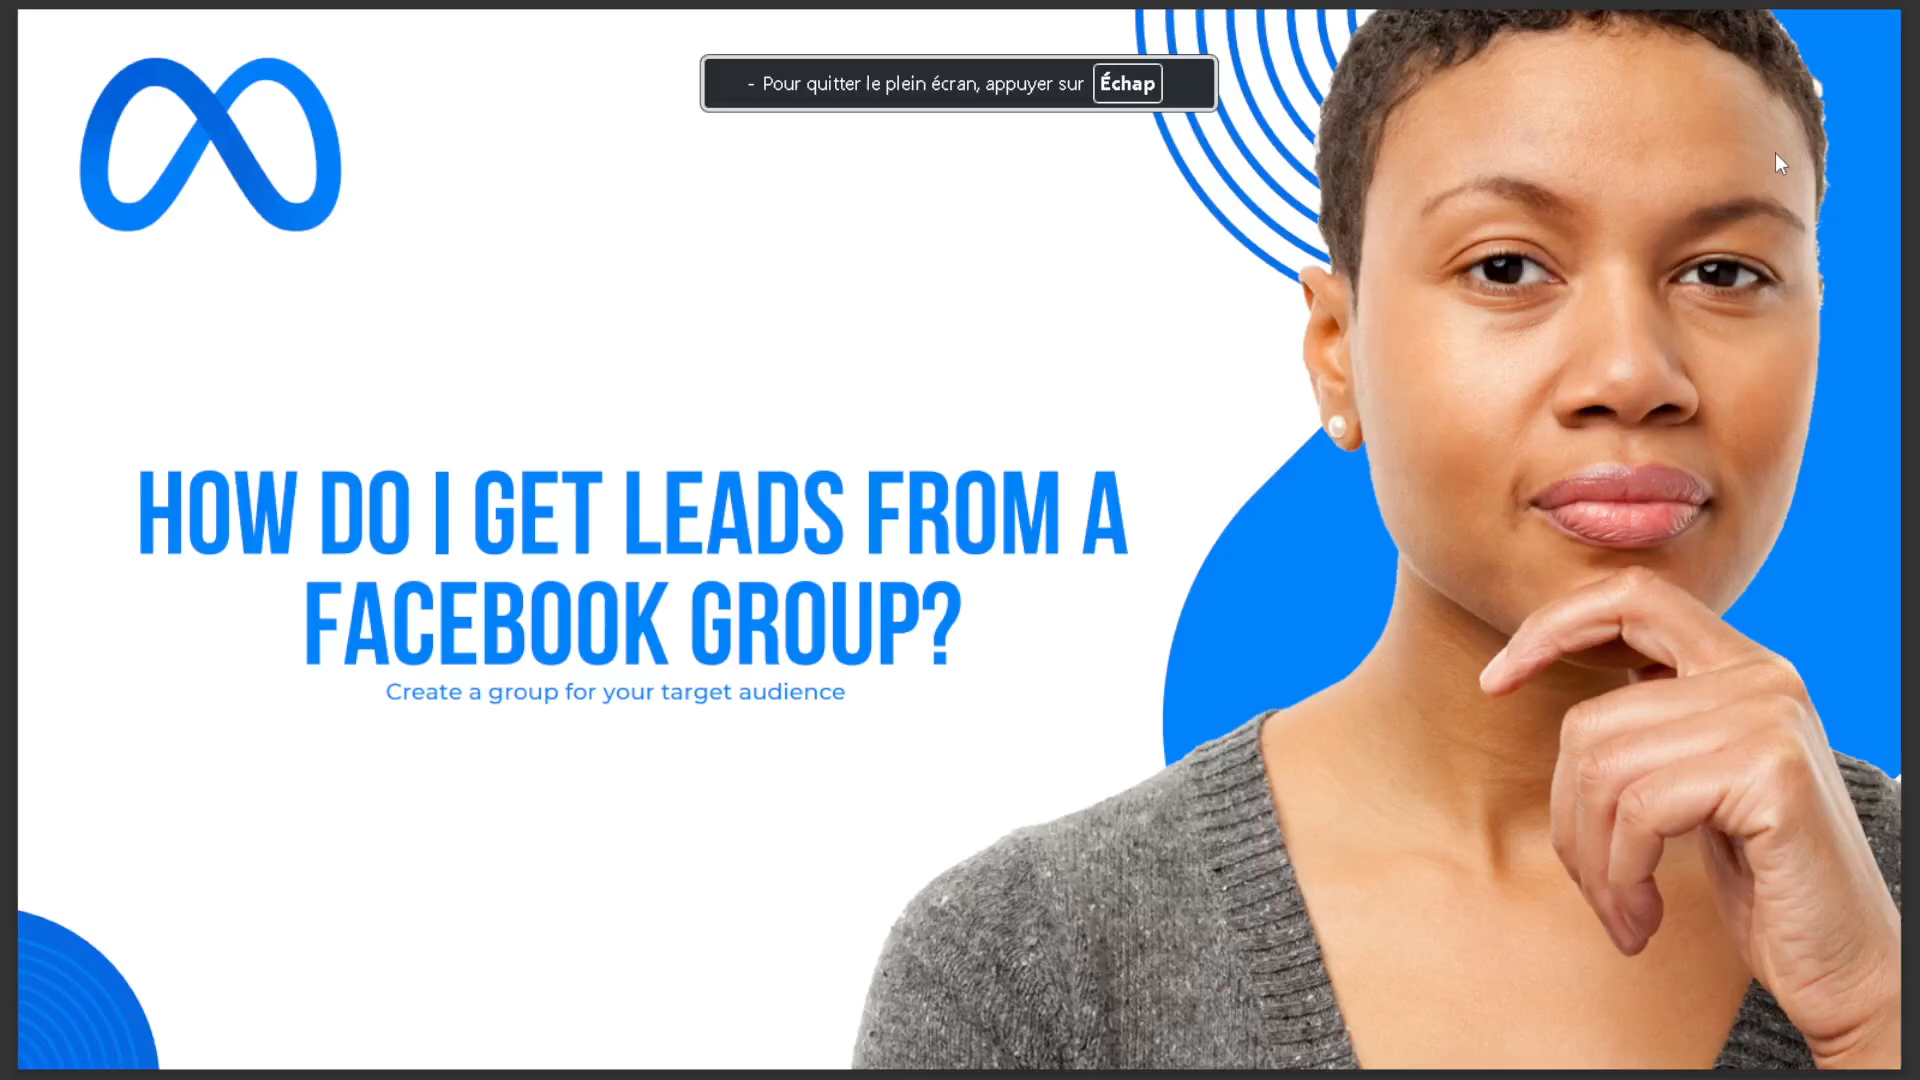 - Pour quitter le plein écran, appuyer sur Échap
HOW DO I GET LEADS FROM A
FACEBOOK GROUP?
Create a group for your target audience